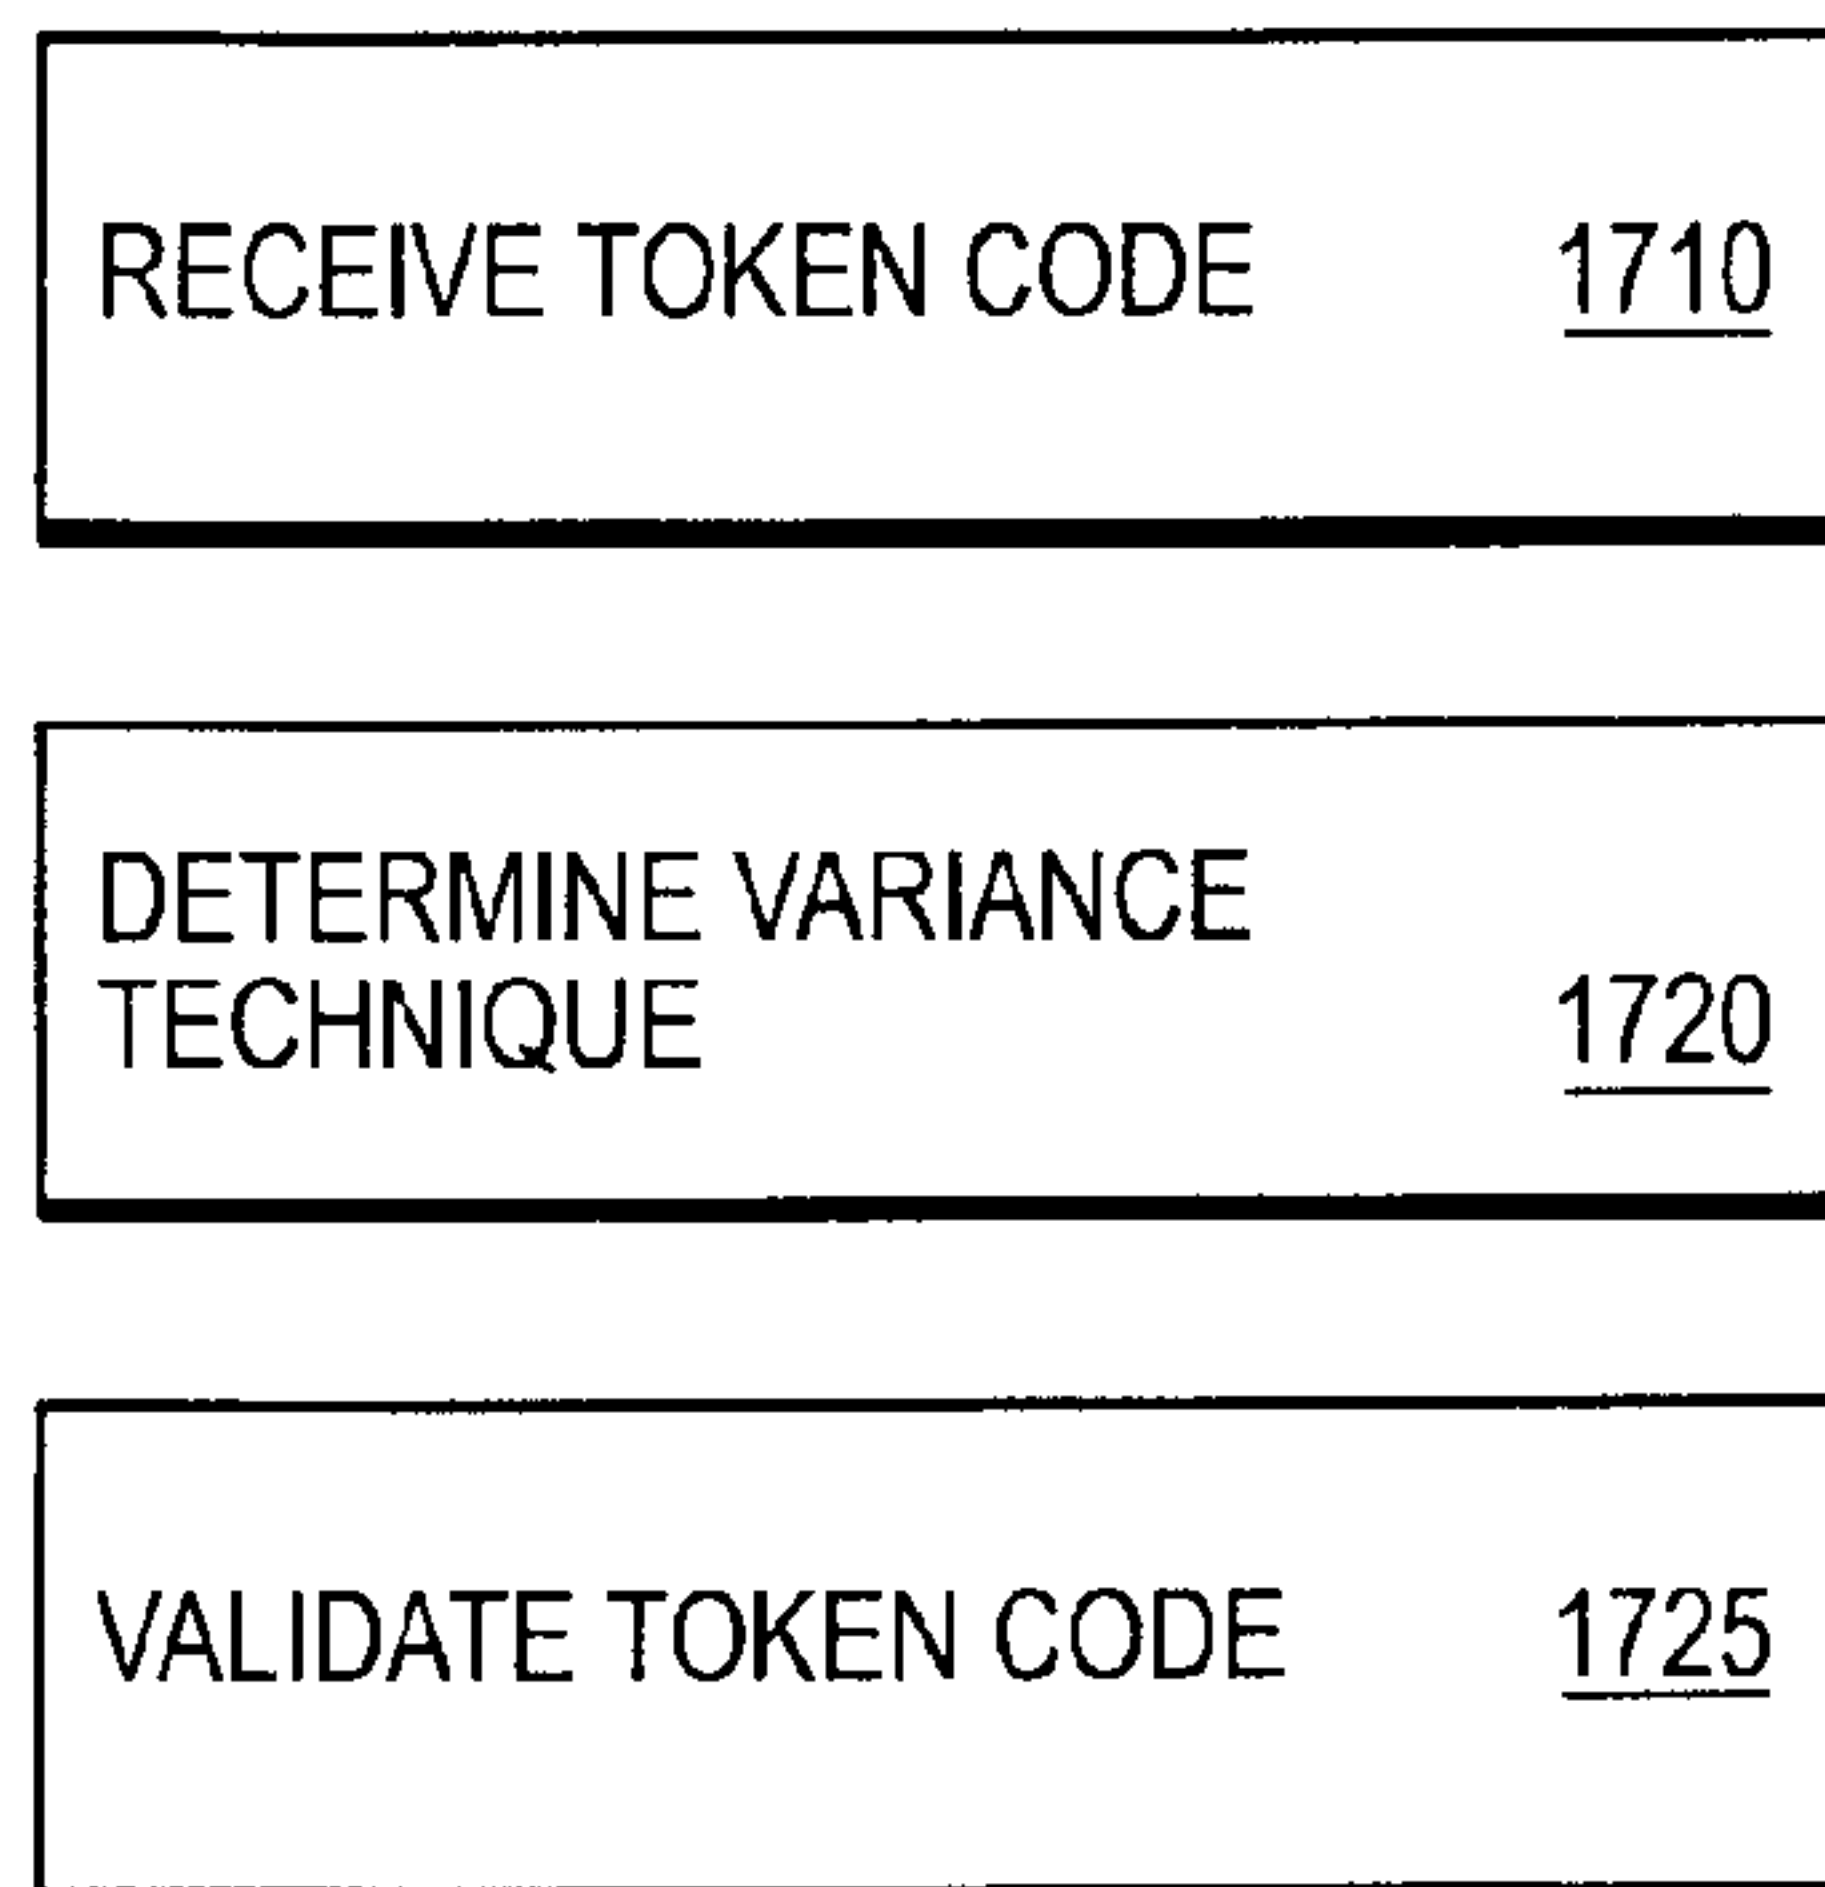 RECEIVE TOKEN CODE 1710
DETERMINE VARIANCE
TECHNIQUE 1720
VALIDATE TOKEN CODE 1725